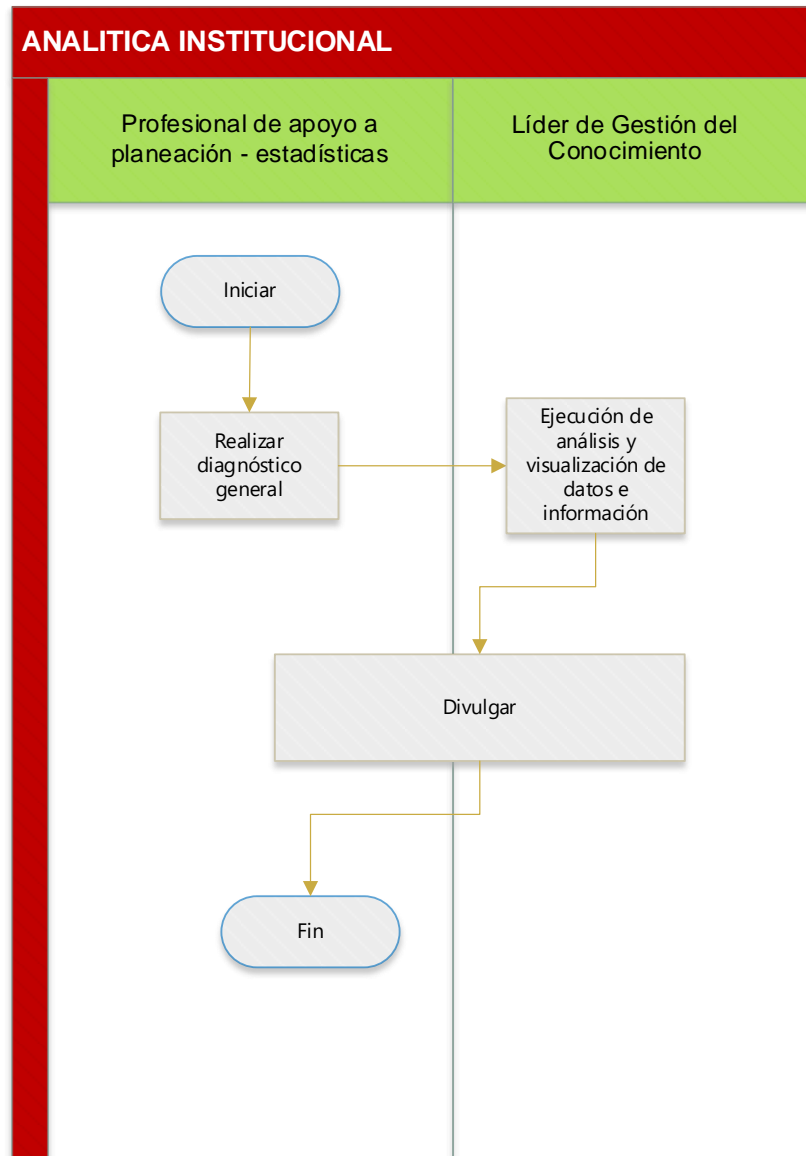 ANALITICA INSTITUCIONAL
Profesional de apoyo a
planeación - estadísticas
Líder de Gestión del
Conocimiento
Iniciar
Realizar
diagnóstico
general
Ejecución de
análisis y
visualización de
datos e
información
Divulgar
Fin